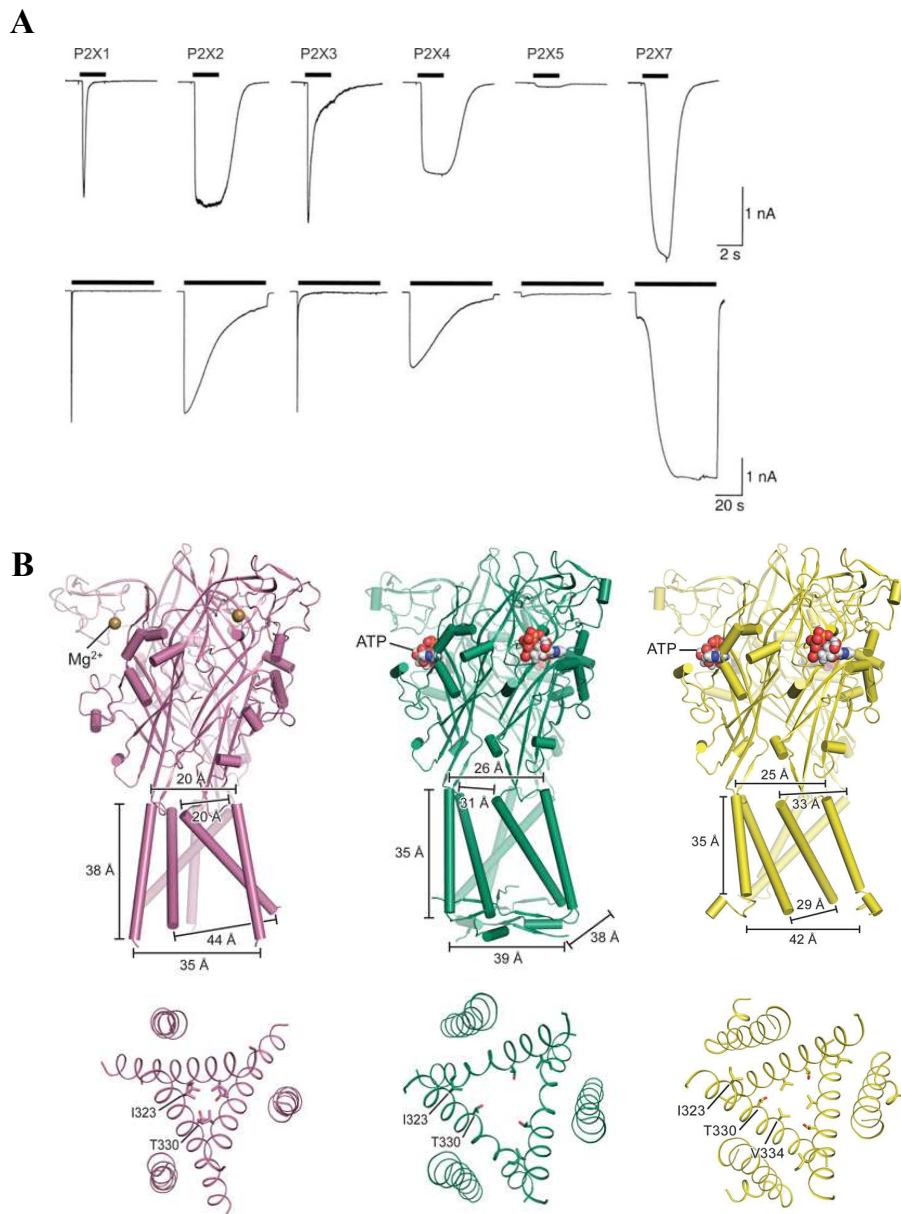 A
P2X1 P2X2 P2X3 P2X4 P2X5 P2X7
1 nA
2 s
1 nA
20 s
B
Mg2+
ATP
ATP
20 Å
20 Å
38 Å
44 Å
35 Å
26 Å
31 Å
35 Å
38 Å
39 Å
25 Å
33 Å
35 Å
29 Å
42 Å
I323
T330
I323
T330
I323
T330
V334